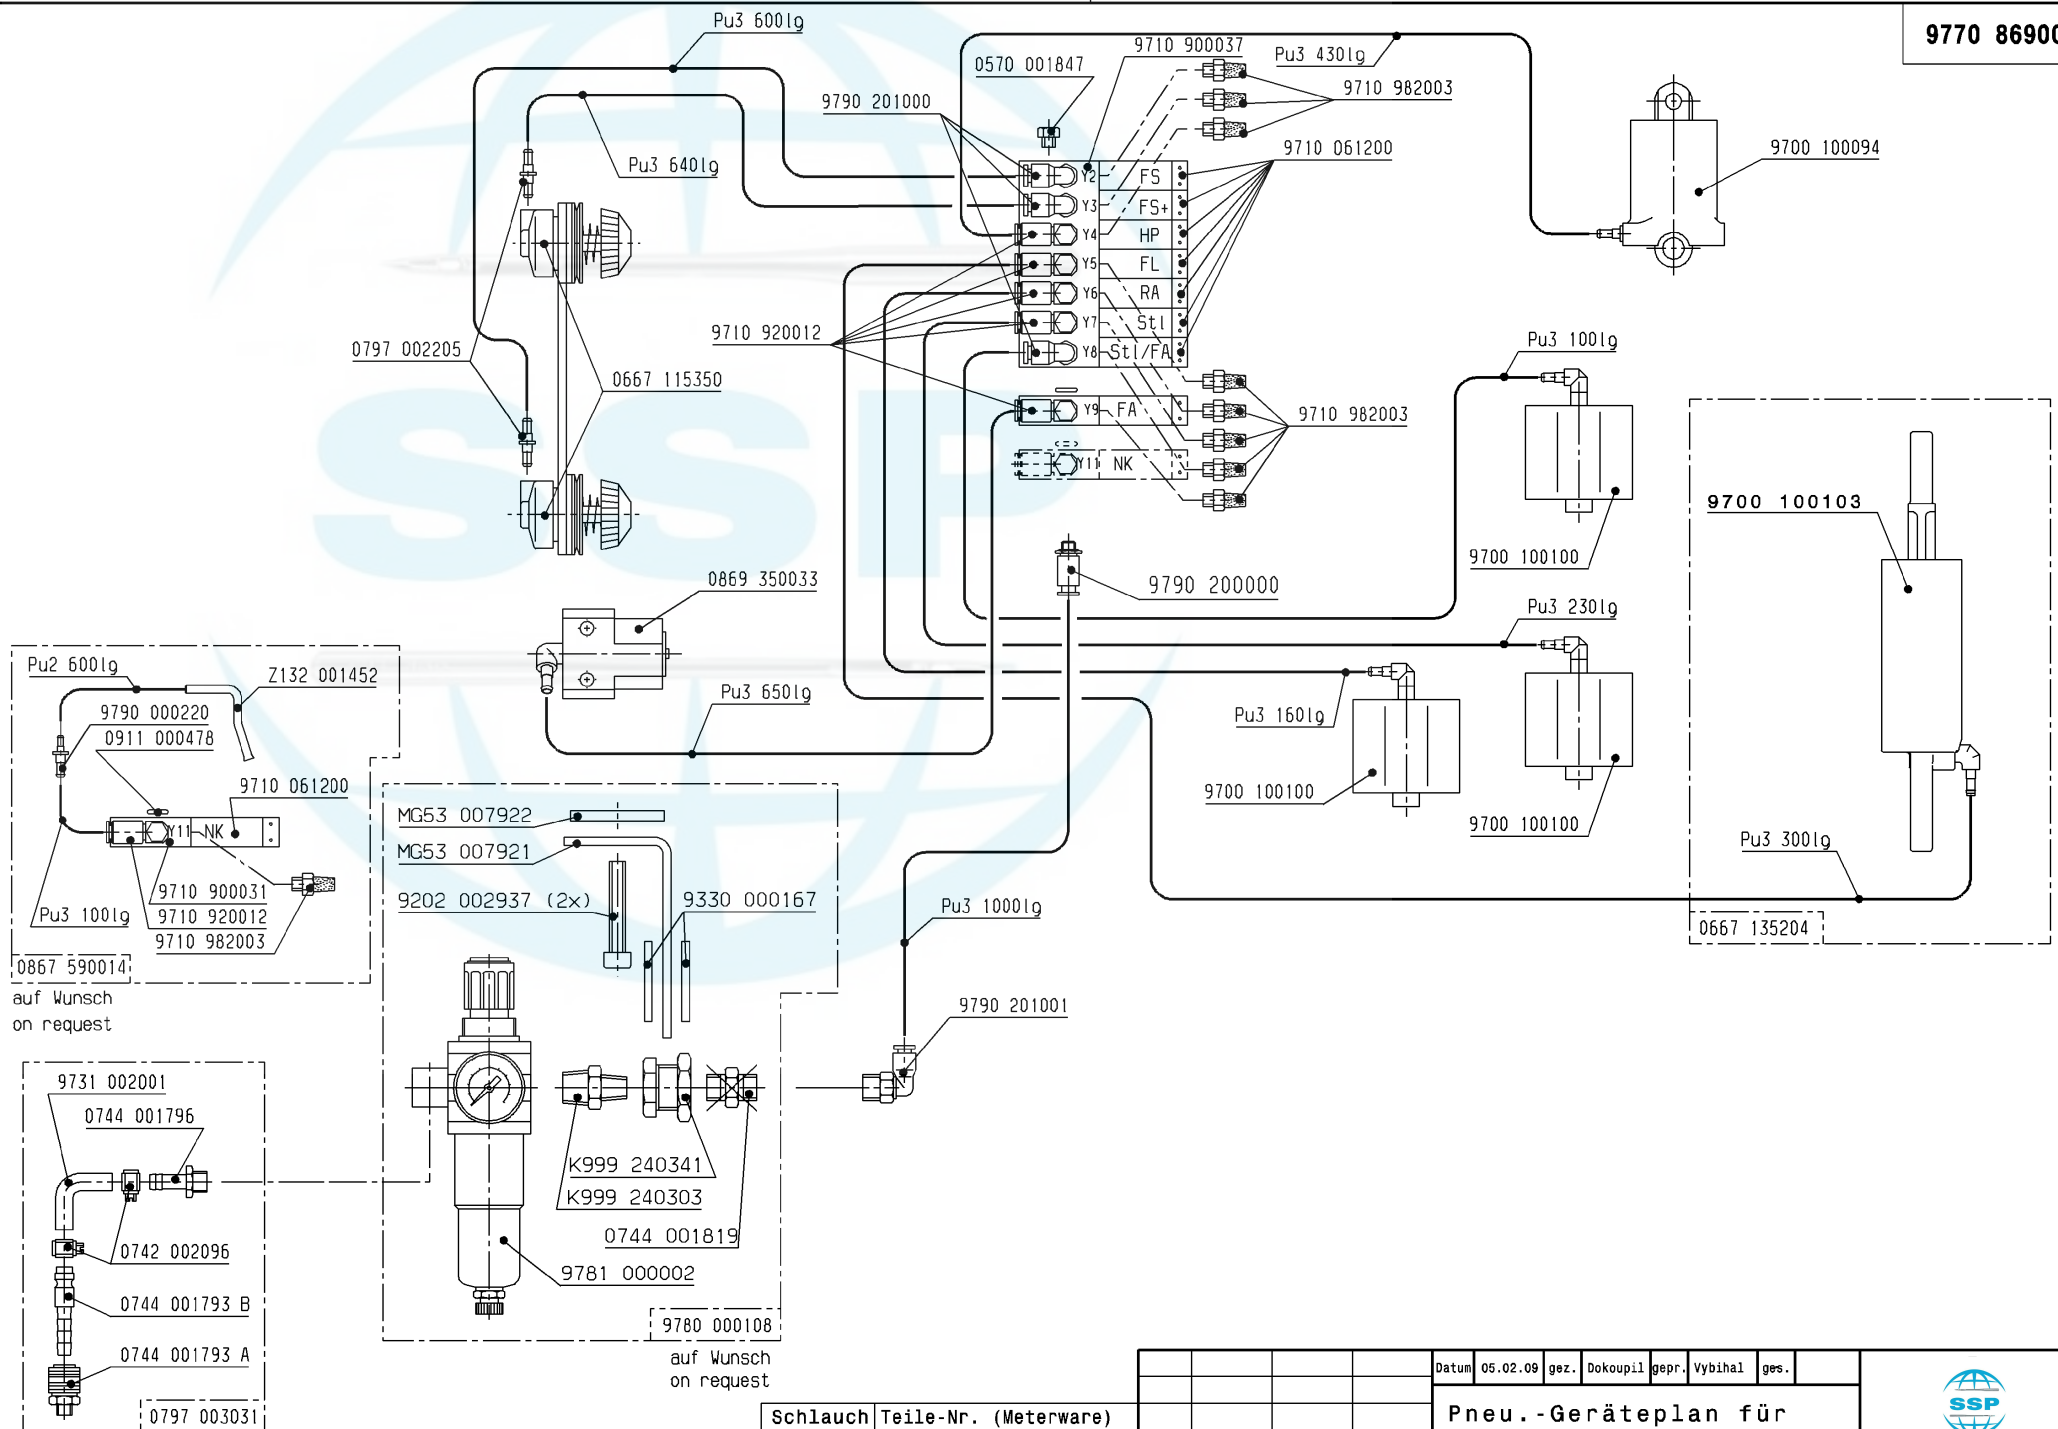 Pu3 600lg
9770 86900
9710 900037
Pu3 430lg
0570 001847
9710 982003
9790 201000
Pu3 640lg
9710 061200
9700 100094
Y2 FS
Y3 FS+
Y4 HP
Y5 FL
Y6 RA
Y7 Stl
Y8 Stl/FA
9710 920012
0797 002205
0667 115350
Pu3 100lg
Y9 FA
9710 982003
Y11 NK
9700 100103
9700 100100
0869 350033
9790 200000
Pu3 230lg
Pu2 600lg
Z132 001452
Pu3 650lg
9790 000220
0911 000478
Pu3 160lg
9710 061200
9700 100100
MG53 007922
Y11 NK
9700 100100
MG53 007921
Pu3 300lg
9710 900031
9202 002937 (2x)
9330 000167
Pu3 100lg
9710 920012
Pu3 1000lg
9710 982003
0667 135204
0867 590014
auf Wunsch
on request
9790 201001
9731 002001
0744 001796
K999 240341
K999 240303
0744 001819
0742 002096
9781 000002
0744 001793 B
9780 000108
0744 001793 A
auf Wunsch
on request
0797 003031
Datum 05.02.09 gez. Dokoupil gepr. Vybihal ges.
Schlauch Teile-Nr. (Meterware)
Pneu.-Geräteplan für
SSP
SSP